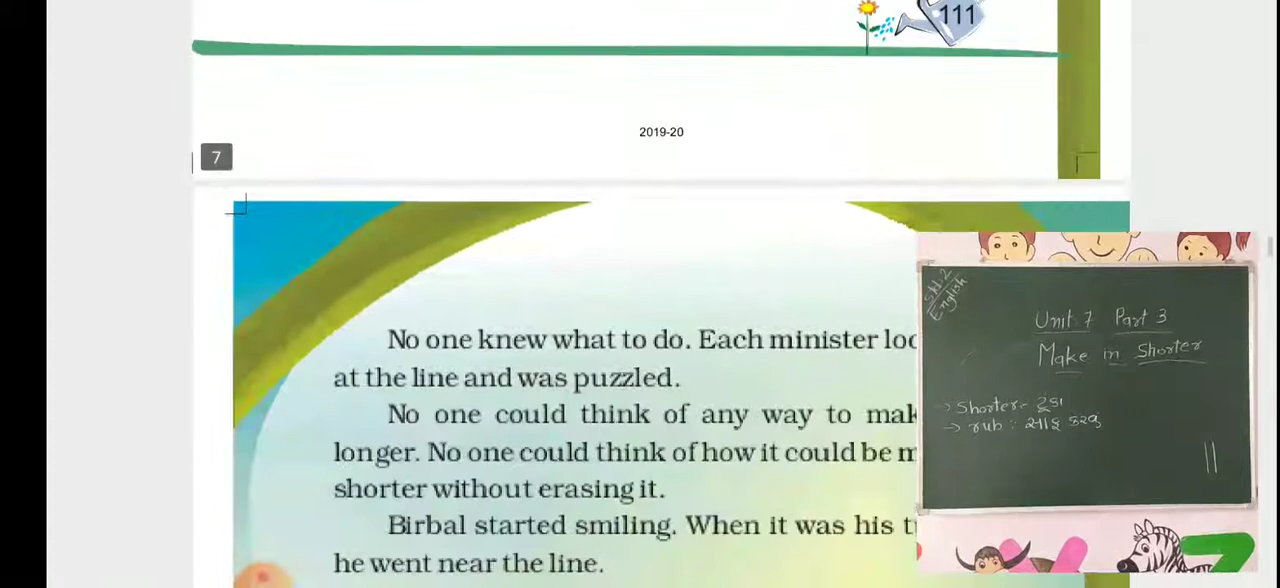 111
2019-20
7
No one knew what to do. Each minister loo
at the line and was puzzled.
No one could think of any way to mak
longer. No one could think of how it could be m
shorter without erasing it.
Birbal started smiling. When it was his t
he went near the line.
Std.2
English
Unit 7 Part 3
Make in Shorter
→ Shorter -
→ rub : સાફ કરવું